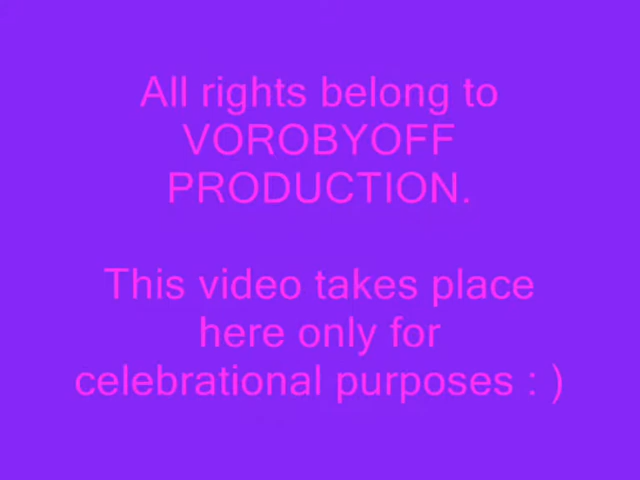 All rights belong to
VOROBYOFF
PRODUCTION.
This video takes place
here only for
celebrational purposes : )